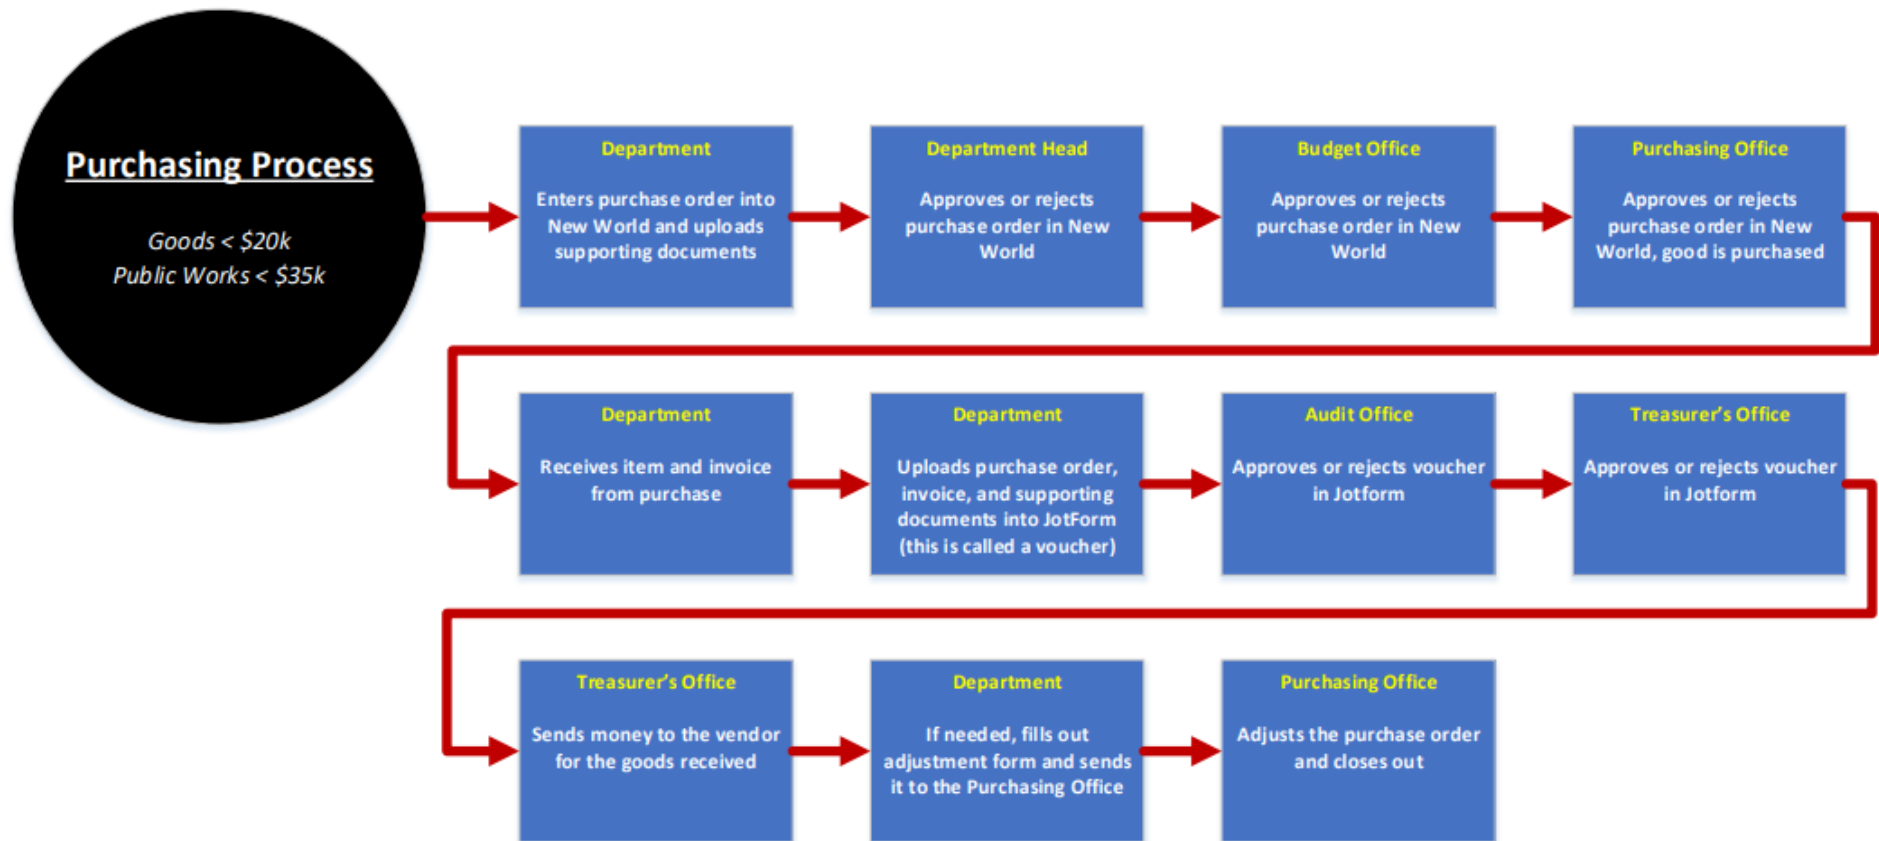 Purchasing Process
Goods < $20k
Public Works < $35k
Department
Enters purchase order into
New World and uploads
supporting documents
Department Head
Approves or rejects
purchase order in New
World
Budget Office
Approves or rejects
purchase order in New
World
Purchasing Office
Approves or rejects
purchase order in New
World, good is purchased
Department
Receives item and invoice
from purchase
Department
Uploads purchase order,
invoice, and supporting
documents into JotForm
(this is called a voucher)
Audit Office
Approves or rejects voucher
in Jotform
Treasurer's Office
Approves or rejects voucher
in Jotform
Treasurer's Office
Sends money to the vendor
for the goods received
Department
If needed, fills out
adjustment form and sends
it to the Purchasing Office
Purchasing Office
Adjusts the purchase order
and closes out